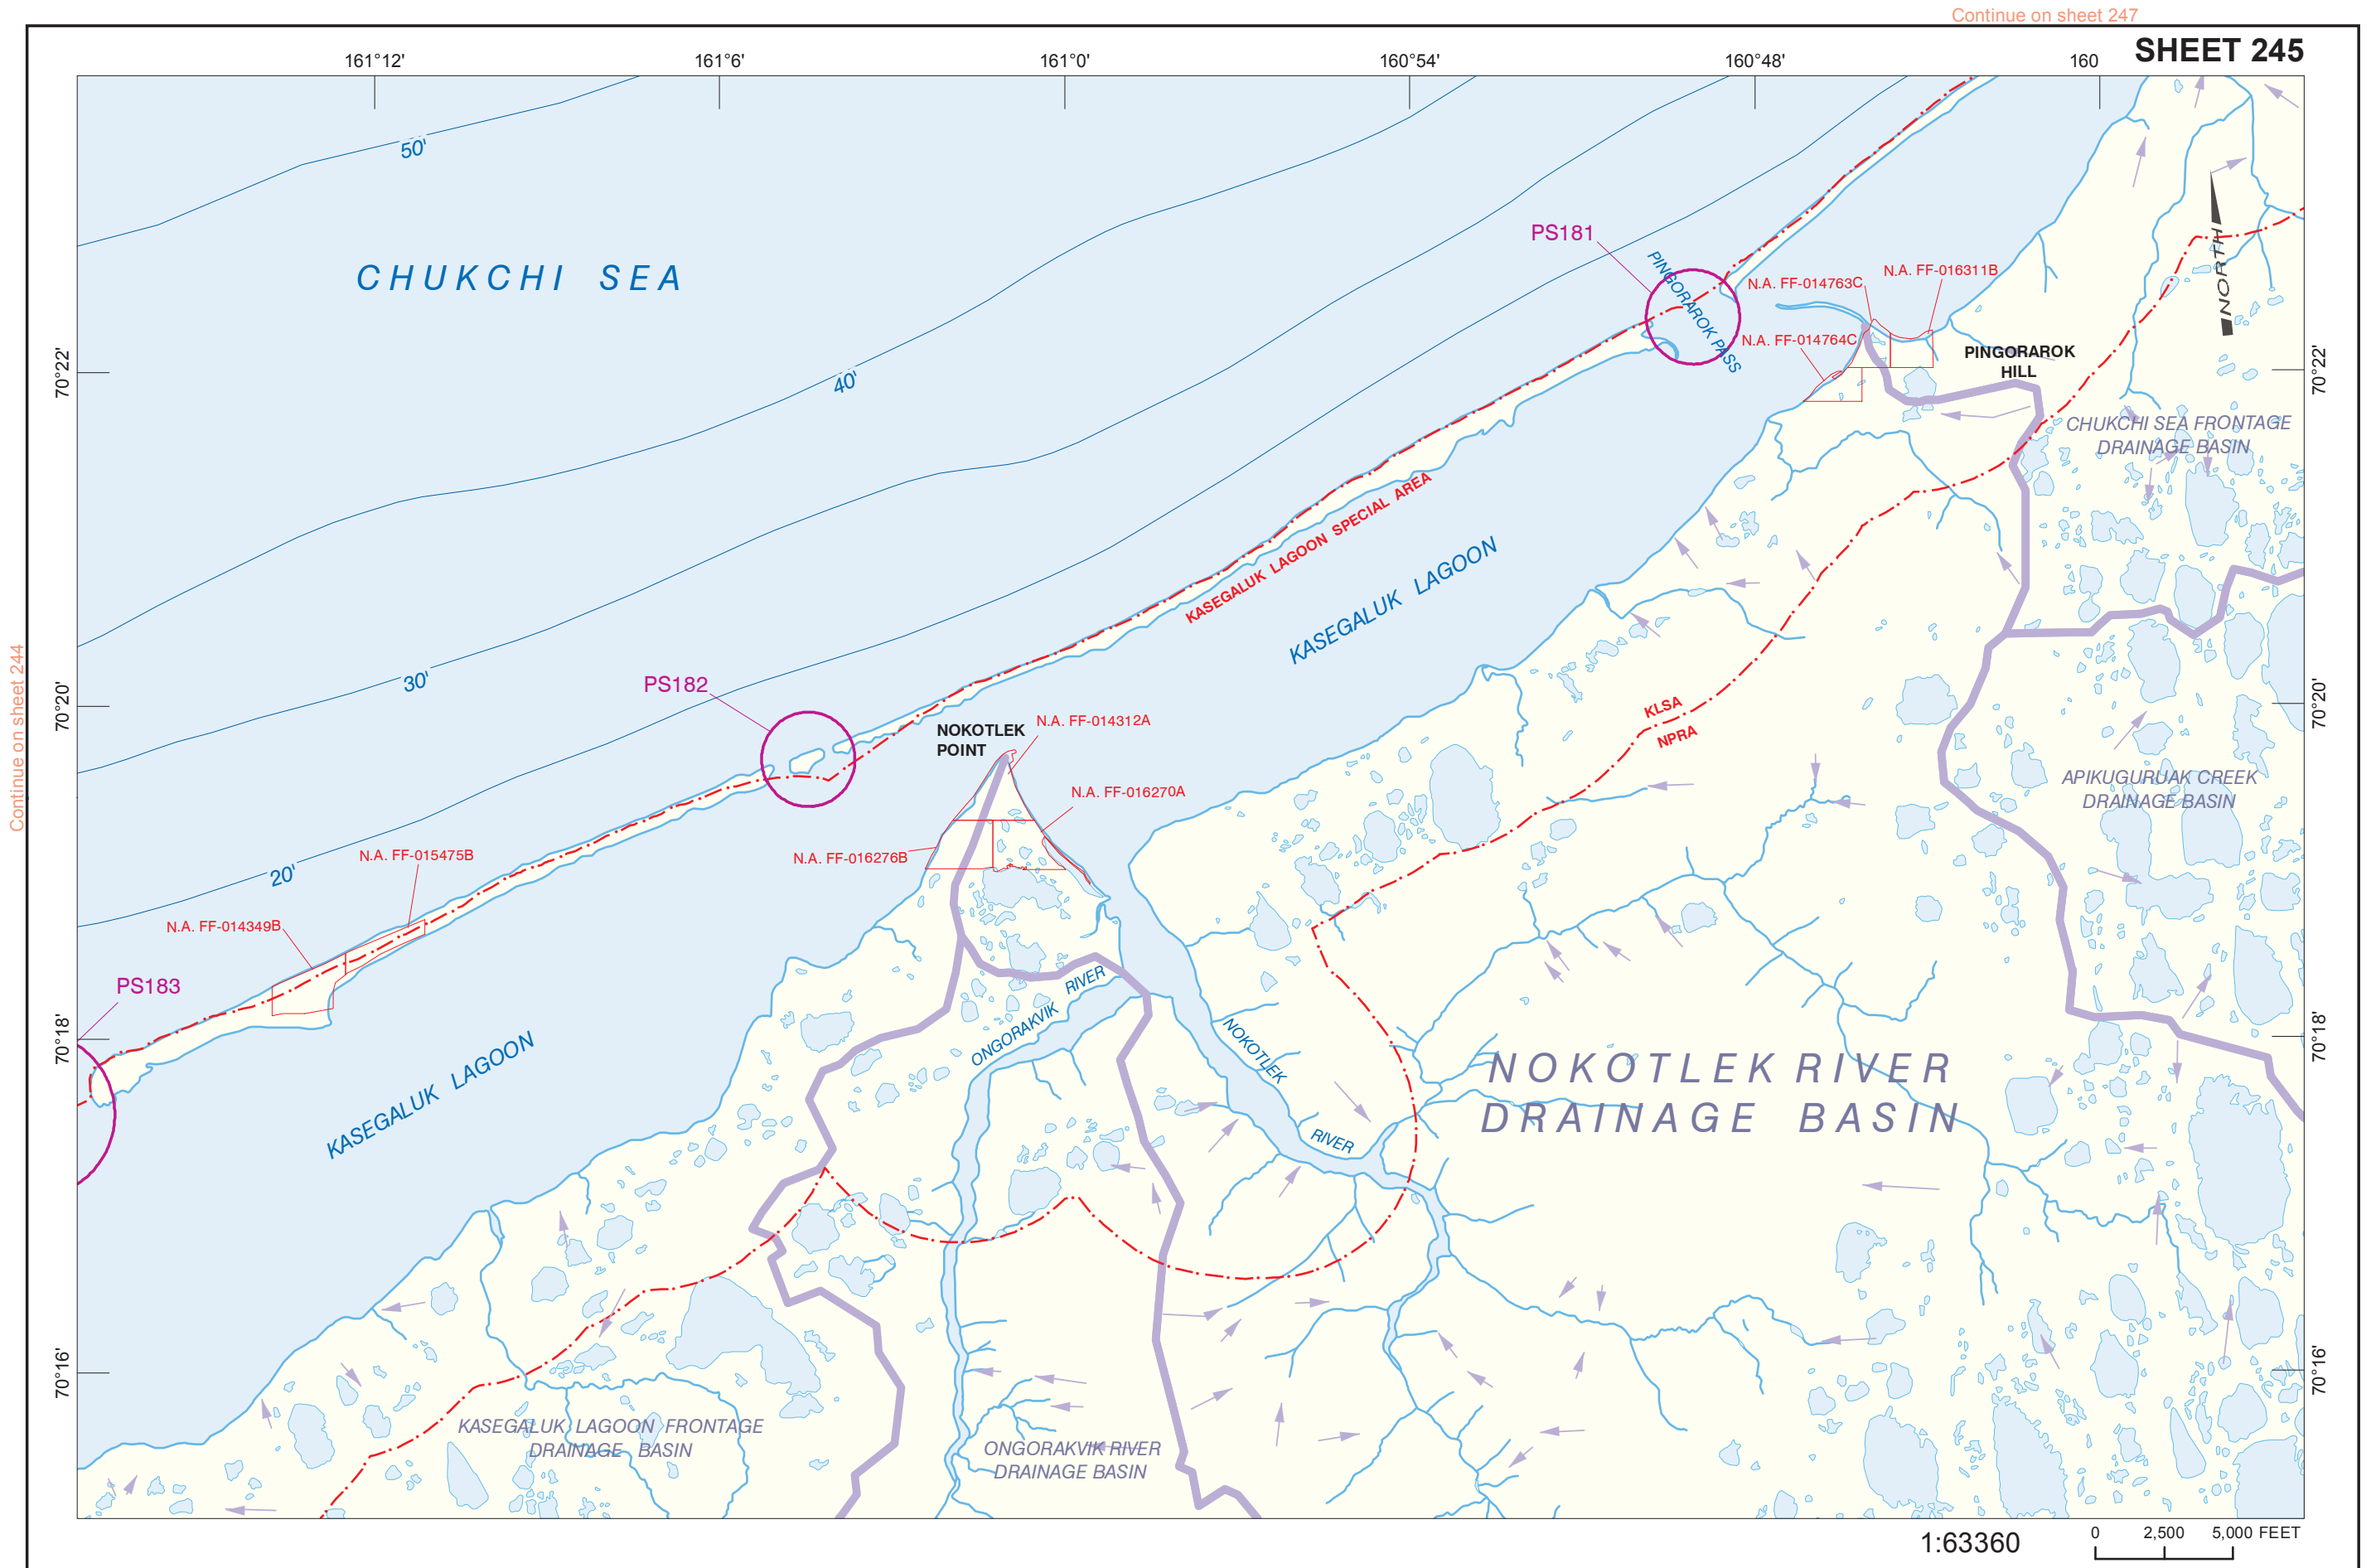 Continue on sheet 247
SHEET 245
161°12'
161°6'
161°0'
160°54'
160°48'
160
50'
CHUKCHI SEA
PS181
PINGORAROK PASS
N.A. FF-014763C
N.A. FF-016311B
N.A. FF-014764C
NORTH
PINGORAROK
HILL
70°22'
70°22'
40'
CHUKCHI SEA FRONTAGE
DRAINAGE BASIN
KASEGALUK LAGOON SPECIAL AREA
KASEGALUK LAGOON
Continue on sheet 244
30'
PS182
70°20'
70°20'
NOKOTLEK
POINT
N.A. FF-014312A
KLSA
NPRA
N.A. FF-016270A
APIKUGURUAK CREEK
DRAINAGE BASIN
N.A. FF-016276B
20'
N.A. FF-015475B
N.A. FF-014349B
PS183
70°18'
70°18'
KASEGALUK LAGOON
ONGORAKVIK RIVER
NOKOTLEK
RIVER
NOKOTLEK RIVER
DRAINAGE BASIN
70°16'
70°16'
KASEGALUK LAGOON FRONTAGE
DRAINAGE BASIN
ONGORAKVIK RIVER
DRAINAGE BASIN
1:63360
0 2,500 5,000 FEET